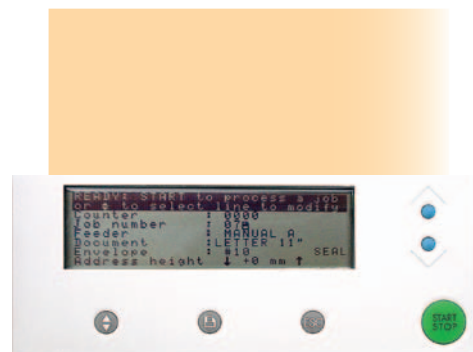 READY: START to process a job
or ⬍ to select line to modify
Counter : 0000
Job number : 07
Feeder : MANUAL A
Document : LETTER 11"
Envelope : #10 SEAL
Address height ↓ +0 mm ↑
START
STOP